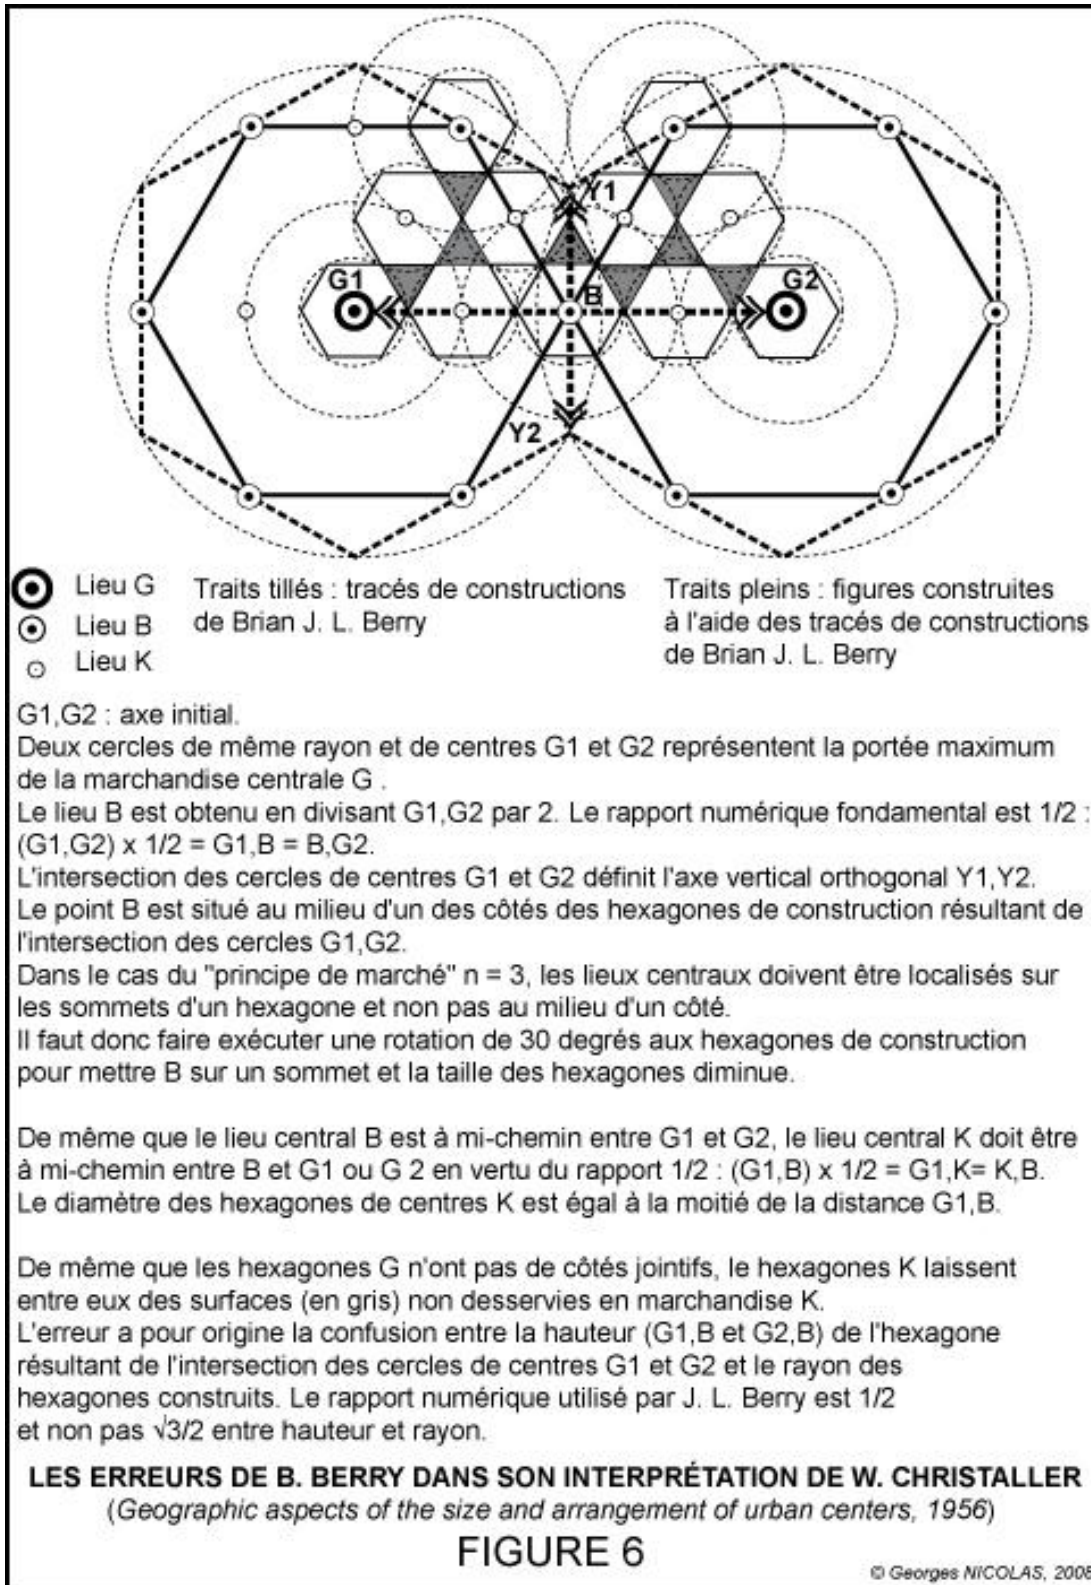 Y1
G1
G2
B
Y2
Lieu G
Lieu B
Lieu K
Traits tillés : tracés de constructions
de Brian J. L. Berry
Traits pleins : figures construites
à l'aide des tracés de constructions
de Brian J. L. Berry
G1,G2 : axe initial.
Deux cercles de même rayon et de centres G1 et G2 représentent la portée maximum
de la marchandise centrale G .
Le lieu B est obtenu en divisant G1,G2 par 2. Le rapport numérique fondamental est 1/2 :
(G1,G2) x 1/2 = G1,B = B,G2.
L'intersection des cercles de centres G1 et G2 définit l'axe vertical orthogonal Y1,Y2.
Le point B est situé au milieu d'un des côtés des hexagones de construction résultant de
l'intersection des cercles G1,G2.
Dans le cas du "principe de marché" n = 3, les lieux centraux doivent être localisés sur
les sommets d'un hexagone et non pas au milieu d'un côté.
Il faut donc faire exécuter une rotation de 30 degrés aux hexagones de construction
pour mettre B sur un sommet et la taille des hexagones diminue.
De même que le lieu central B est à mi-chemin entre G1 et G2, le lieu central K doit être
à mi-chemin entre B et G1 ou G 2 en vertu du rapport 1/2 : (G1,B) x 1/2 = G1,K= K,B.
Le diamètre des hexagones de centres K est égal à la moitié de la distance G1,B.
De même que les hexagones G n'ont pas de côtés jointifs, le hexagones K laissent
entre eux des surfaces (en gris) non desservies en marchandise K.
L'erreur a pour origine la confusion entre la hauteur (G1,B et G2,B) de l'hexagone
résultant de l'intersection des cercles de centres G1 et G2 et le rayon des
hexagones construits. Le rapport numérique utilisé par J. L. Berry est 1/2
et non pas √3/2 entre hauteur et rayon.
LES ERREURS DE B. BERRY DANS SON INTERPRÉTATION DE W. CHRISTALLER
(Geographic aspects of the size and arrangement of urban centers, 1956)
FIGURE 6
© Georges NICOLAS, 2008